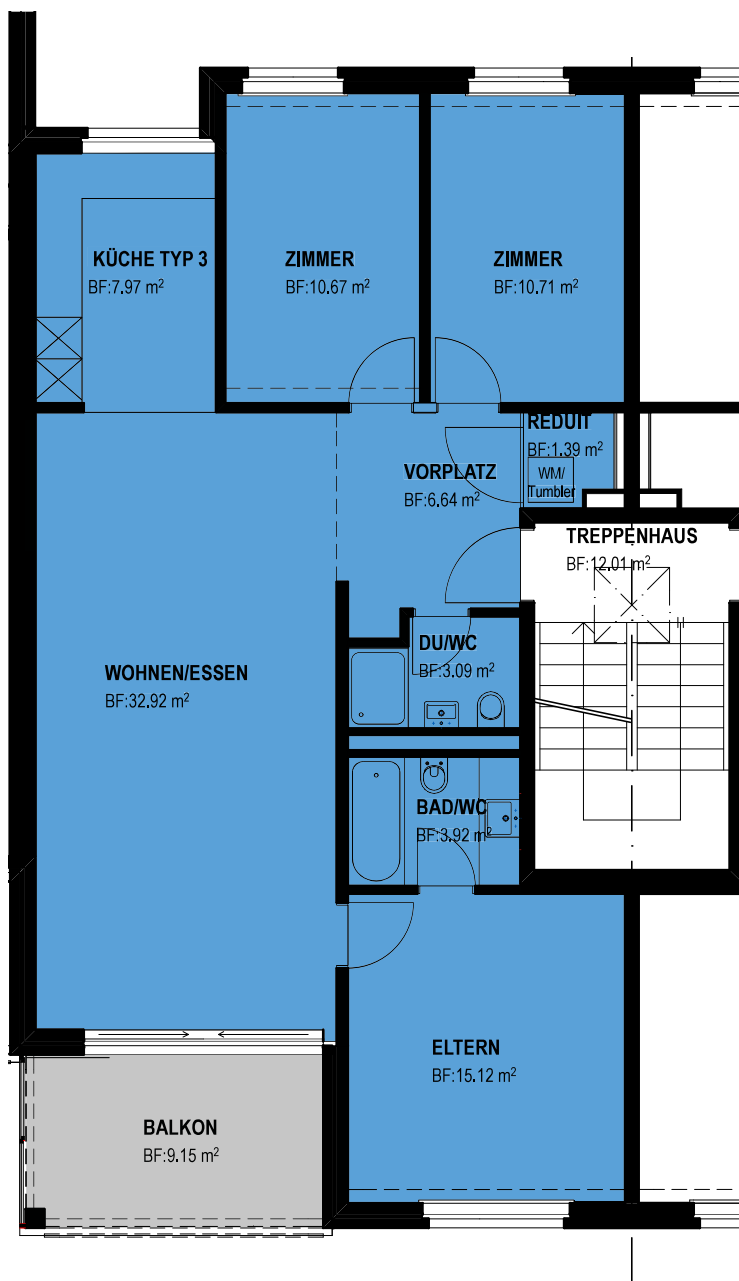 KÜCHE TYP 3
BF:7.97 m²
ZIMMER
BF:10.67 m²
ZIMMER
BF:10.71 m²
REDUIT
BF:1.39 m²
WM/
Tumbler
VORPLATZ
BF:6.64 m²
TREPPENHAUS
BF:12.01 m²
DU/WC
BF:3.09 m²
WOHNEN/ESSEN
BF:32.92 m²
BAD/WC
BF:3.92 m²
ELTERN
BF:15.12 m²
BALKON
BF:9.15 m²